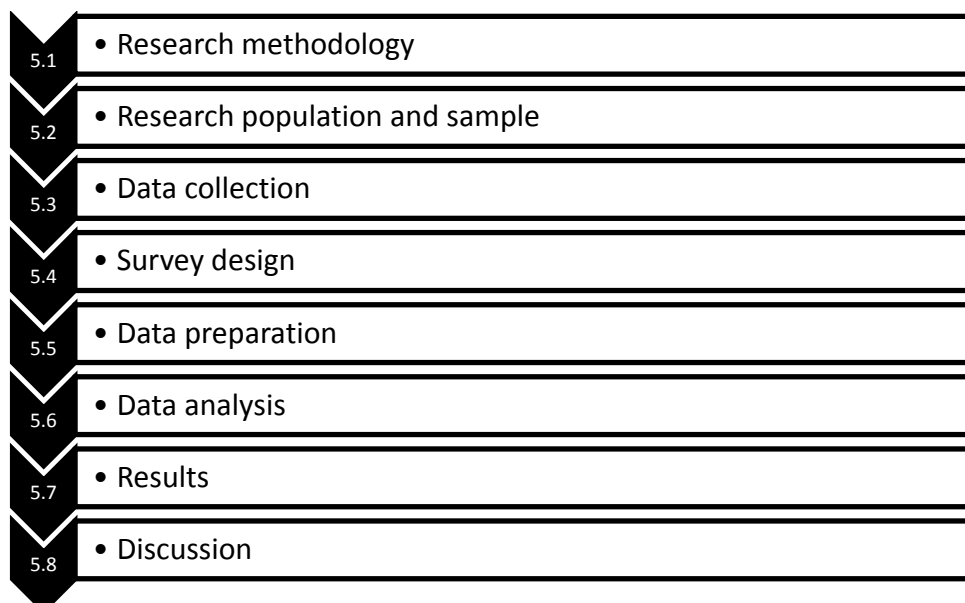 5.1 • Research methodology
5.2 • Research population and sample
5.3 • Data collection
5.4 • Survey design
5.5 • Data preparation
5.6 • Data analysis
5.7 • Results
5.8 • Discussion